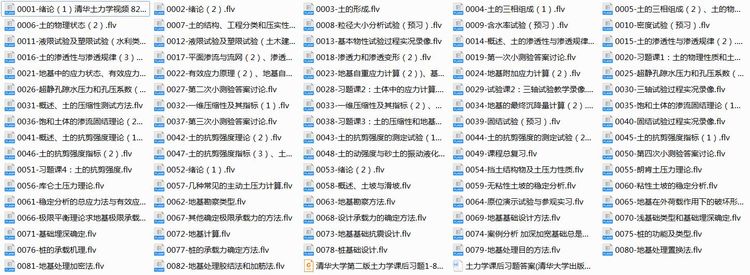 0001-绪论（1）清华土力学视频 82...
0002-绪论（2）.flv
0003-土的形成.flv
0004-土的三相组成（1）.flv
0005-土的三相组成（2）、土的物...
0006-土的物理状态（2）.flv
0007-土的结构、工程分类和压实性...
0008-粒径大小分析试验（预习）.flv
0009-含水率试验（预习）.flv
0010-密度试验（预习）.flv
0011-液限试验及塑限试验（水利类...
0012-液限试验及塑限试验（土木建...
0013-基本物性试验过程实况录像.flv
0014-概述、土的渗透性与渗透规...
0015-土的渗透性与渗透规律（2）...
0016-土的渗透性与渗透规律（3）...
0017-平面渗流与流网（2）、渗透...
0018-渗透力和渗透变形（2）.flv
0019-第一次小测验答案讨论.flv
0020-习题课1：土的物理性质和土...
0021-地基中的应力状态、有效应力...
0022-有效应力原理（2）、地基自...
0023-地基自重应力计算（2）、基...
0024-地基附加应力计算（2）.flv
0025-超静孔隙水压力和孔压系数...
0026-超静孔隙水压力和孔压系数（...
0027-第二次小测验答案讨论.flv
0028-习题课2：土体中的应力计算...
0029-试验课2：三轴试验教学录像...
0030-三轴试验过程实况录像.flv
0031-概述、土的压缩性测试方法.flv
0032-一维压缩性及其指标（1）.flv
0033-一维压缩性及其指标（2）、...
0034-地基的最终沉降量计算（2）...
0035-饱和土体的渗流固结理论（1...
0036-饱和土体的渗流固结理论（2...
0037-第三次小测验答案讨论.flv
0038-习题课3：土的压缩性和地基...
0039-固结试验（预习）.flv
0040-固结试验过程实况录像.flv
0041-概述、土的抗剪强度理论（1...
0042-土的抗剪强度理论（2）.flv
0043-土的抗剪强度的测定试验（1...
0044-土的抗剪强度的测定试验（2...
0045-土的抗剪强度指标（1）.flv
0046-土的抗剪强度指标（2）.flv
0047-土的抗剪强度指标（3）、土...
0048-土的动强度与砂土的振动液化...
0049-课程总复习.flv
0050-第四次小测验答案讨论.flv
0051-习题课4：土的抗剪强度.flv
0052-绪论（1）.flv
0053-绪论（2）.flv
0054-挡土结构物及土压力性质.flv
0055-朗肯土压力理论.flv
0056-库仑土压力理论.flv
0057-几种常见的主动土压力计算.flv
0058-概述、土坡与滑坡.flv
0059-无粘性土坡的稳定分析.flv
0060-粘性土坡的稳定分析.flv
0061-稳定分析的总应力法与有效应...
0062-地基勘察类型.flv
0063-地基勘察方法.flv
0064-原位演示试验与参观实习.flv
0065-地基在外荷载作用下的破坏形...
0066-极限平衡理论求地基极限承载...
0067-其他确定极限承载力的方法.flv
0068-设计承载力的确定方法.flv
0069-地基基础设计方法.flv
0070-浅基础类型和基础埋深确定.flv
0071-基础埋深确定.flv
0072-地基计算.flv
0073-地基基础抗震设计.flv
0074-案例分析 加深加宽基础总是...
0075-桩的功能及类型.flv
0076-桩的承载机理.flv
0077-桩的承载力的确定方法.flv
0078-桩基础设计.flv
0079-地基处理目的方法.flv
0080-地基处理置换法.flv
0081-地基处理加密法.flv
0082-地基处理胶结法和加筋法.flv
清华大学第二版土力学课后习题1-8...
土力学课后习题答案(清华大学出版...